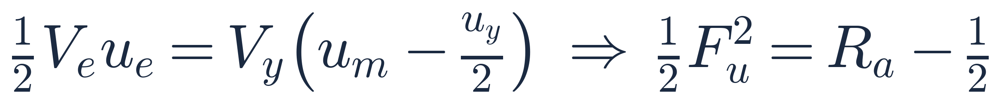 \frac{1}{2} V_e u_e = V_y \left( u_m - \frac{u_y}{2} \right) \Rightarrow \frac{1}{2} F_u^2 = R_a - \frac{1}{2}